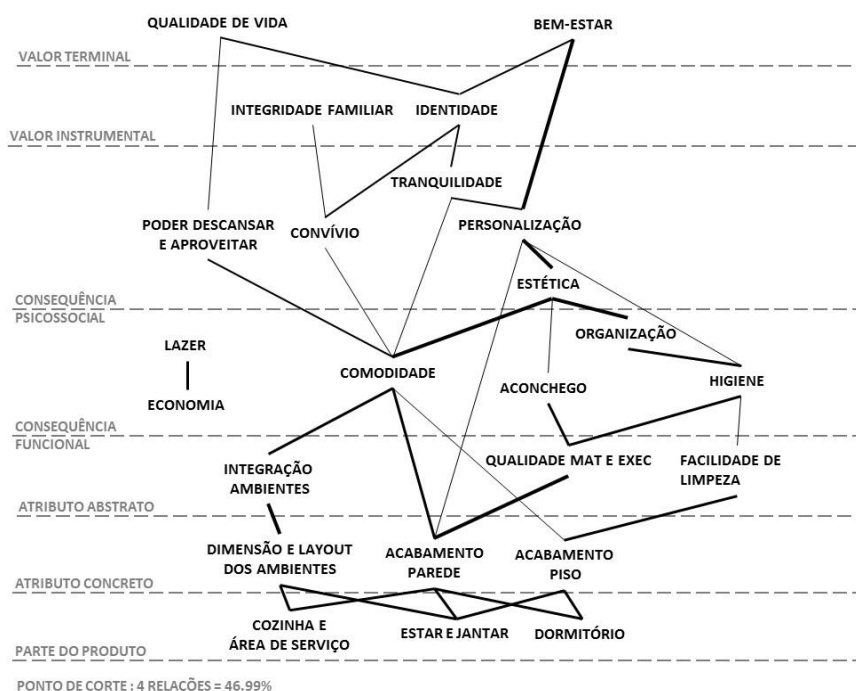 QUALIDADE DE VIDA
BEM-ESTAR
VALOR TERMINAL
INTEGRIDADE FAMILIAR
IDENTIDADE
VALOR INSTRUMENTAL
TRANQUILIDADE
PODER DESCANSAR
E APROVEITAR
CONVÍVIO
PERSONALIZAÇÃO
ESTÉTICA
CONSEQUÊNCIA
PSICOSSOCIAL
ORGANIZAÇÃO
LAZER
COMODIDADE
ACONCHEGO
HIGIENE
ECONOMIA
CONSEQUÊNCIA
FUNCIONAL
INTEGRAÇÃO
AMBIENTES
QUALIDADE MAT E EXEC
FACILIDADE DE
LIMPEZA
ATRIBUTO ABSTRATO
DIMENSÃO E LAYOUT
DOS AMBIENTES
ACABAMENTO
PAREDE
ACABAMENTO
PISO
ATRIBUTO CONCRETO
COZINHA E
ÁREA DE SERVIÇO
ESTAR E JANTAR
DORMITÓRIO
PARTE DO PRODUTO
PONTO DE CORTE : 4 RELAÇÕES = 46.99%